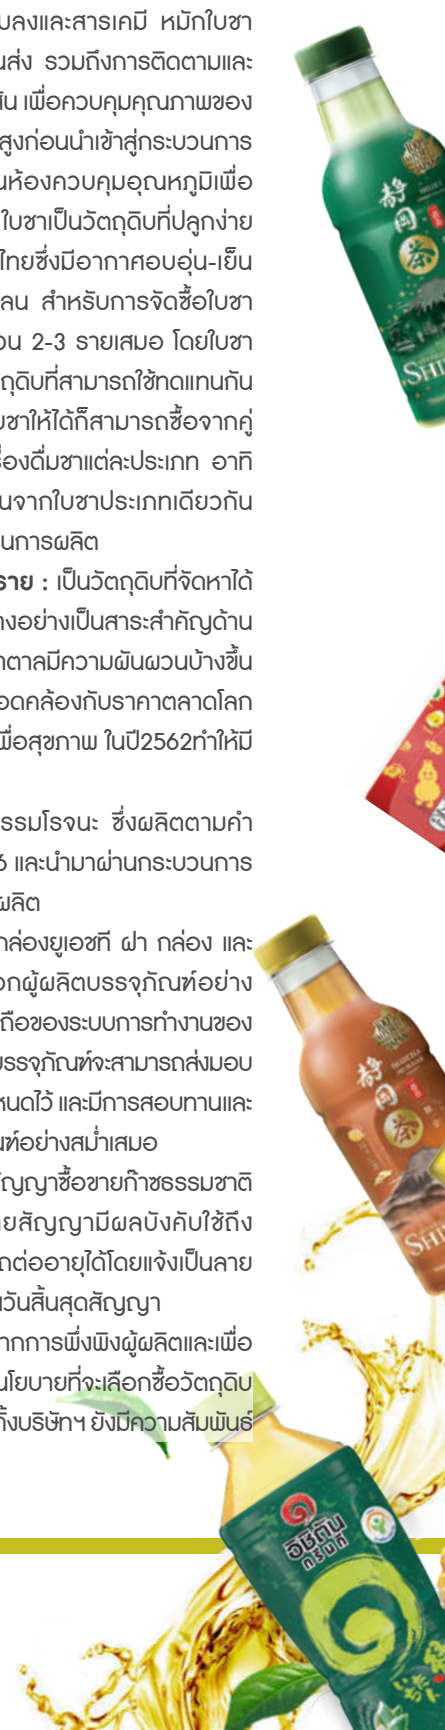 ลงและสารเคมี หมักใบชา
ส่ง รวมถึงการติดตามและ
เพื่อควบคุมคุณภาพของ
สูงก่อนนำเข้าสู่กระบวนการ
ห้องควบคุมอุณหภูมิเพื่อ
ใบชาเป็นวัตถุดิบที่ปลูกง่าย
ไทยซึ่งมีอากาศอบอุ่น-เย็น
ลน สำหรับการจัดซื้อใบชา
วน 2-3 รายเสมอ โดยใบชา
ถุดิบที่สามารถใช้ทดแทนกัน
บชาให้ได้ก็สามารถซื้อจากคู่
องดื่มชาแต่ละประเภท อาทิ
นจากใบชาประเภทเดียวกัน
นการผลิต
ราย : เป็นวัตถุดิบที่จัดหาได้
างอย่างเป็นสาระสำคัญด้าน
าตาลมีความผันผวนบ้างขึ้น
อดคล้องกับราคาตลาดโลก
พื่อสุขภาพ ในปี2562ทำให้มี
รรมโรจนะ ซึ่งผลิตตามคำ
6 และนำมาผ่านกระบวนการ
ผลิต
กล่องยูเอชที ฝา กล่อง และ
อกผู้ผลิตบรรจุภัณฑ์อย่าง
ถือของระบบการทำงานของ
บรรจุภัณฑ์จะสามารถส่งมอบ
หนดไว้ และมีการสอบทานและ
ฑ์อย่างสม่ำเสมอ
สัญญาซื้อขายก๊าซธรรมชาติ
ยสัญญามีผลบังคับใช้ถึง
ถต่ออายุได้โดยแจ้งเป็นลาย
นวันสิ้นสุดสัญญา
ากการพึ่งพิงผู้ผลิตและเพื่อ
นโยบายที่จะเลือกซื้อวัตถุดิบ
ทั้งบริษัทฯ ยังมีความสัมพันธ์
静岡
茶
SHI
静岡
茶
SHI
อิชิตัน
กรีนที